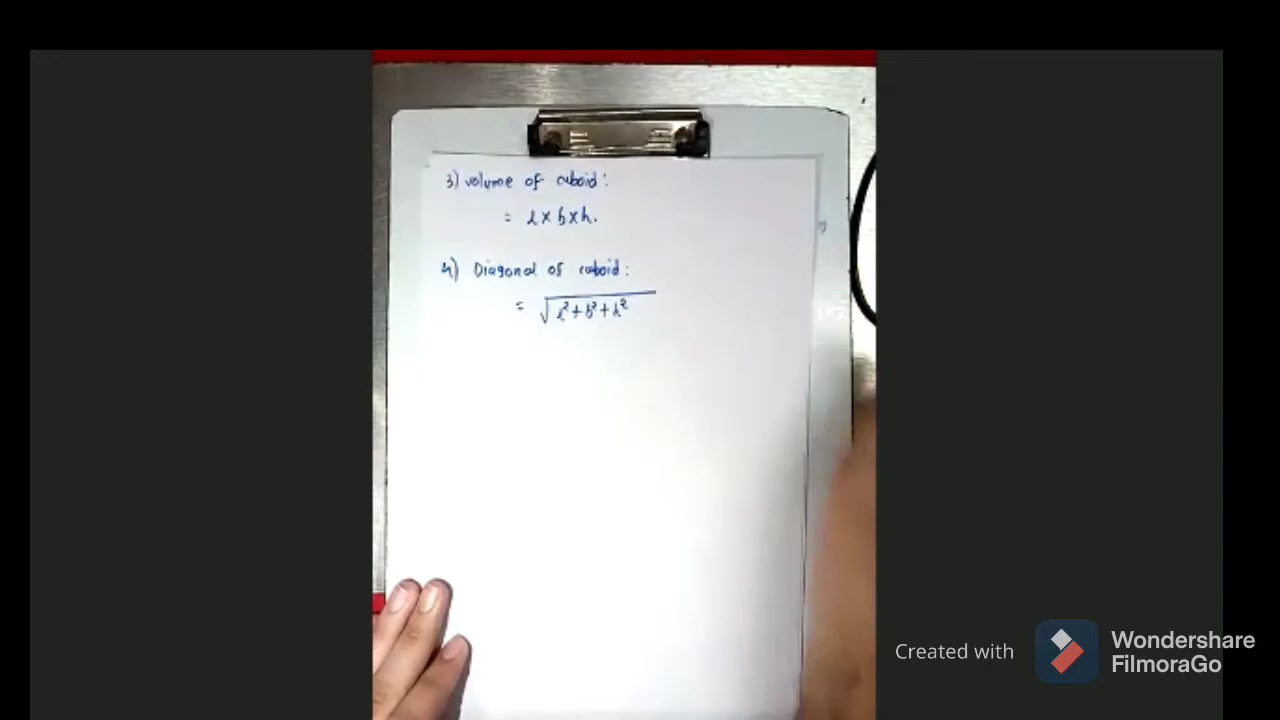 3) volume of cuboid:
= l × b × h.
4) Diagonal of cuboid:
= √l²+b²+h²
Created with
Wondershare
FilmoraGo